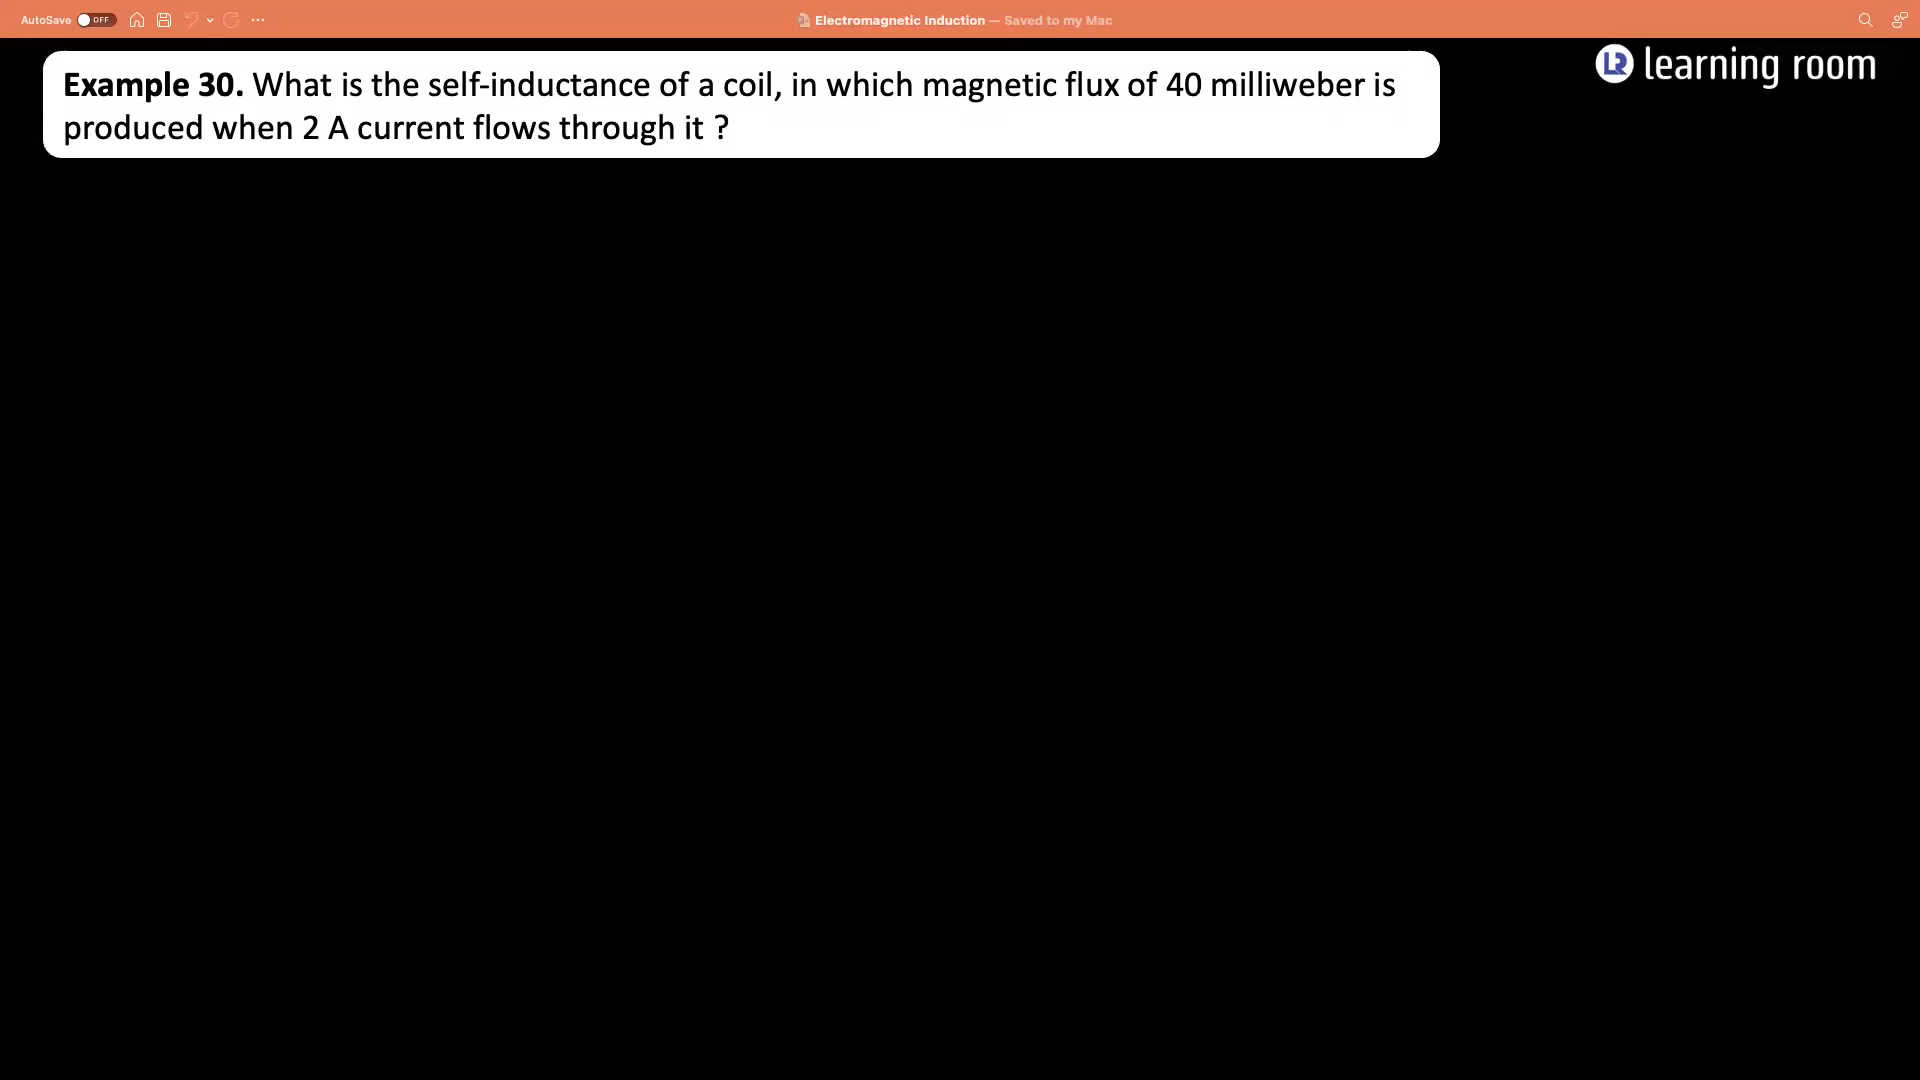 AutoSave OFF
Electromagnetic Induction — Saved to my Mac
learning room
Example 30. What is the self-inductance of a coil, in which magnetic flux of 40 milliweber is
produced when 2 A current flows through it ?